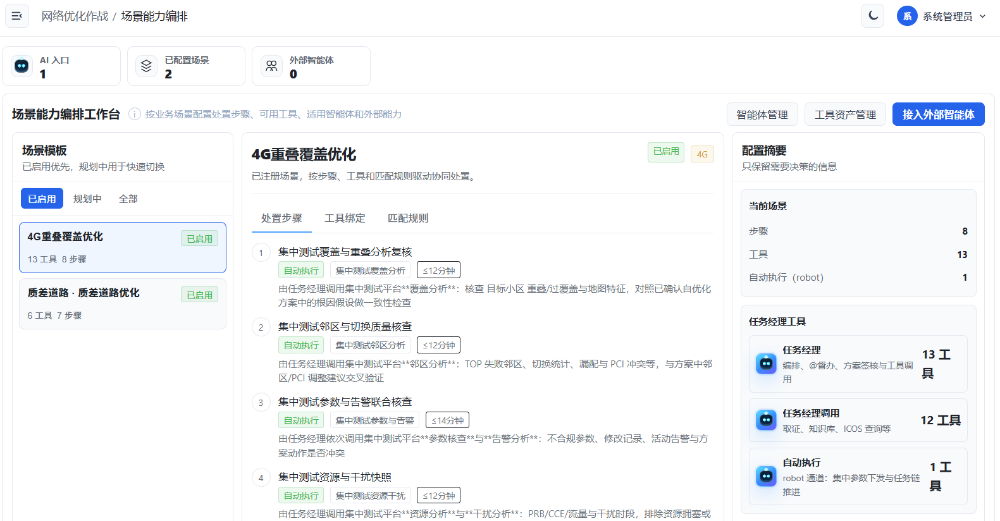 网络优化作战 / 场景能力编排
系 系统管理员
AI 入口
1
已配置场景
2
外部智能体
0
场景能力编排工作台 按业务场景配置处置步骤、可用工具、适用智能体和外部能力
智能体管理 工具资产管理 接入外部智能体
场景模板
已启用优先，规划中用于快速切换
已启用 规划中 全部
4G重叠覆盖优化 已启用
13 工具 8 步骤
质差道路 · 质差道路优化 已启用
6 工具 7 步骤
4G重叠覆盖优化 已启用 4G
已注册场景，按步骤、工具和匹配规则驱动协同处置。
处置步骤 工具绑定 匹配规则
1 集中测试覆盖与重叠分析复核
自动执行 集中测试覆盖分析 ≤12分钟
由任务经理调用集中测试平台**覆盖分析**：核查 目标小区 重叠/过覆盖与地图特征，对照已确认自优化
方案中的根因假设做一致性检查
2 集中测试邻区与切换质量核查
自动执行 集中测试邻区分析 ≤12分钟
由任务经理调用集中测试平台**邻区分析**：TOP 失败邻区、切换统计、漏配与 PCI 冲突等，与方案中邻
区/PCI 调整建议交叉验证
3 集中测试参数与告警联合核查
自动执行 集中测试参数与告警 ≤14分钟
由任务经理依次调用集中测试平台**参数核查**与**告警分析**：不合规参数、修改记录、活动告警与方
案动作是否冲突
4 集中测试资源与干扰快照
自动执行 集中测试资源干扰 ≤12分钟
由任务经理调用集中测试平台**资源分析**与**干扰分析**：PRB/CCE/流量与干扰时段，排除资源拥塞或
配置摘要
只保留需要决策的信息
当前场景
步骤 8
工具 13
自动执行（robot） 1
任务经理工具
任务经理
编排、@督办、方案签核与工具调
用
13 工
具
任务经理调用
取证、知识库、ICOS 查询等
12 工具
自动执行
robot 通道：集中参数下发与任务链
推进
1 工
具